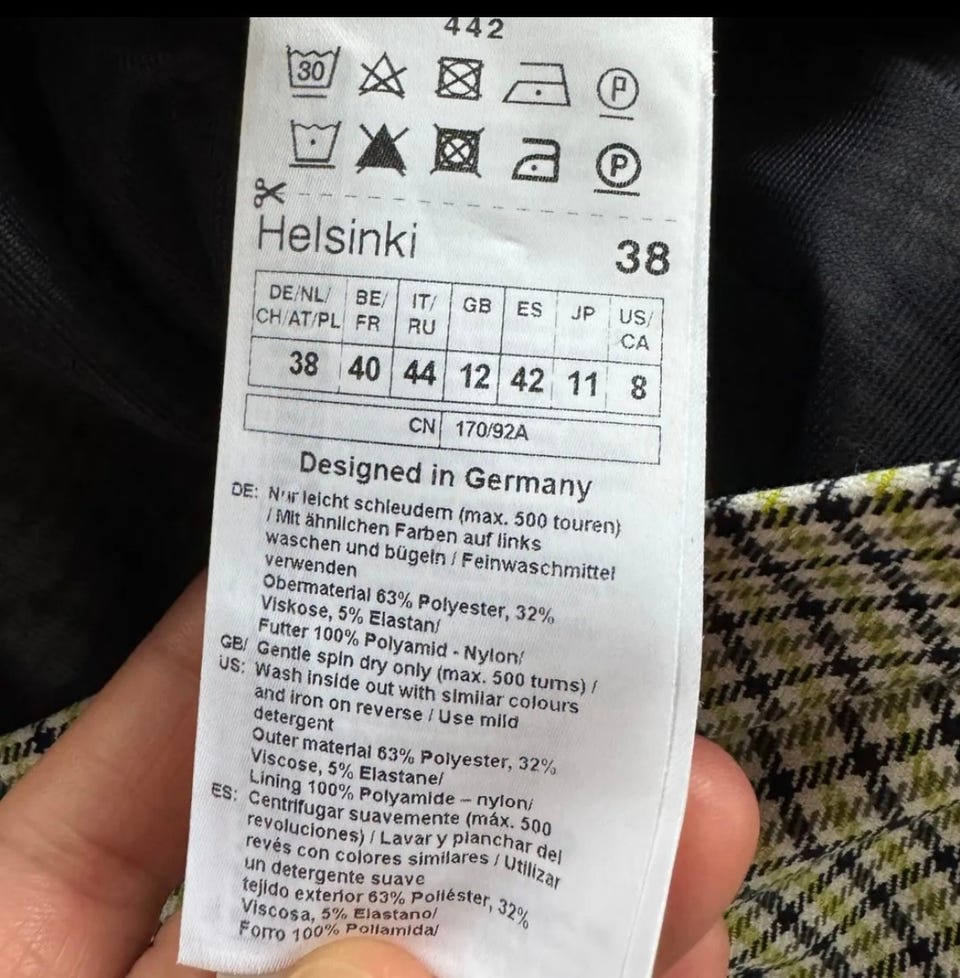 442
30
P
P
Helsinki 38
DE/NL/ CH/AT/PL BE/ FR IT/ RU GB ES JP US/ CA
38 40 44 12 42 11 8
CN 170/92A
Designed in Germany
DE: Nur leicht schleudern (max. 500 touren)
/ Mit ähnlichen Farben auf links
waschen und bügeln / Feinwaschmittel
verwenden
Obermaterial 63% Polyester, 32%
Viskose, 5% Elastan/
Futter 100% Polyamid - Nylon/
GB/ Gentle spin dry only (max. 500 turns) /
US: Wash inside out with similar colours
and iron on reverse / Use mild
detergent
Outer material 63% Polyester, 32%
Viscose, 5% Elastane/
Lining 100% Polyamide – nylon/
ES: Centrifugar suavemente (máx. 500
revoluciones) / Lavar y planchar del
revés con colores similares / Utilizar
un detergente suave
tejido exterior 63% Poliéster, 32%
Viscosa, 5% Elastano/
Forro 100% Poliamida/